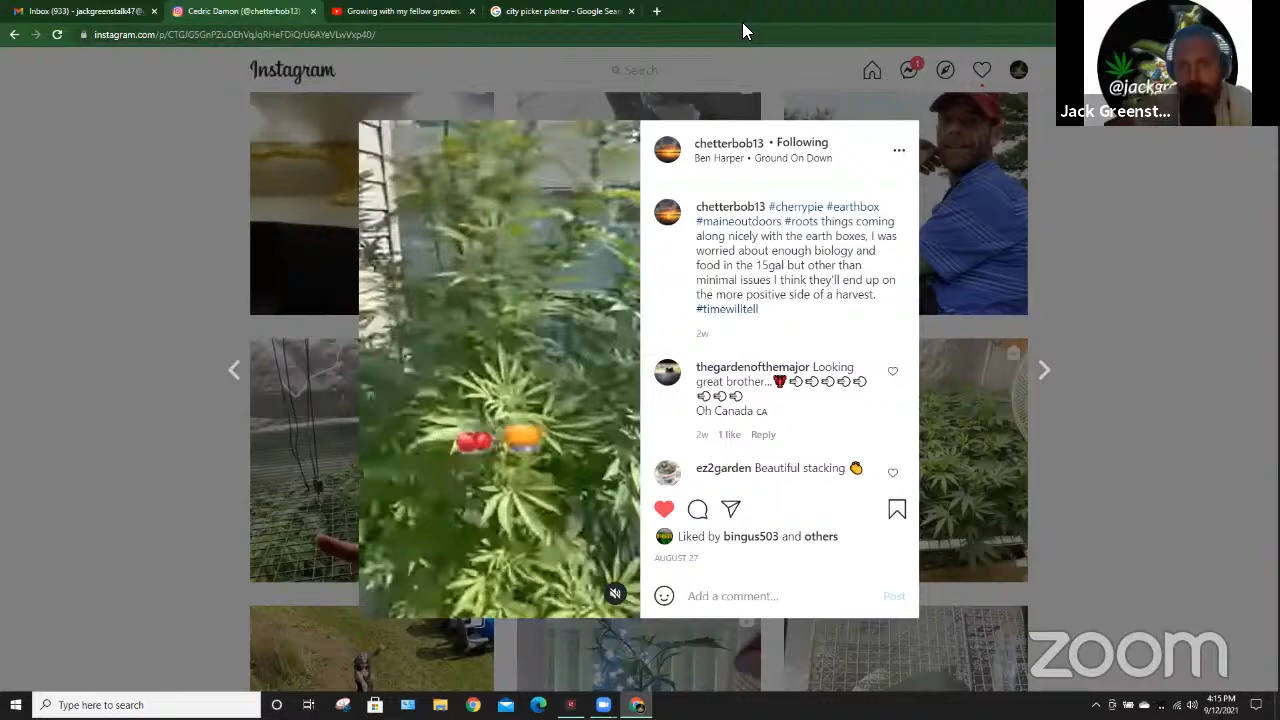 Inbox (993) - jackgreenstalk47@
Cedric Damon (@chetterbob13)
Growing with my fellow growers
city picker planter - Google Sear
instagram.com/p/CTGJGSGnPZuDEhVqJqRHeFDiQrU6AYeVLwVxp40/
Instagram
Search
1
@jackgr
Jack Greenst...
chetterbob13 • Following
Ben Harper • Ground On Down
chetterbob13 #cherrypie #earthbox
#maineoutdoors #roots things coming
along nicely with the earth boxes, I was
worried about enough biology and
food in the 15gal but other than
minimal issues I think they'll end up on
the more positive side of a harvest.
#timewilltell
2w
thegardenofthemajor Looking
great brother...
Oh Canada CA
2w 1 like Reply
ez2garden Beautiful stacking
Liked by bingus503 and others
AUGUST 27
Add a comment...
Post
zoom
Type here to search
4:15 PM
9/12/2021